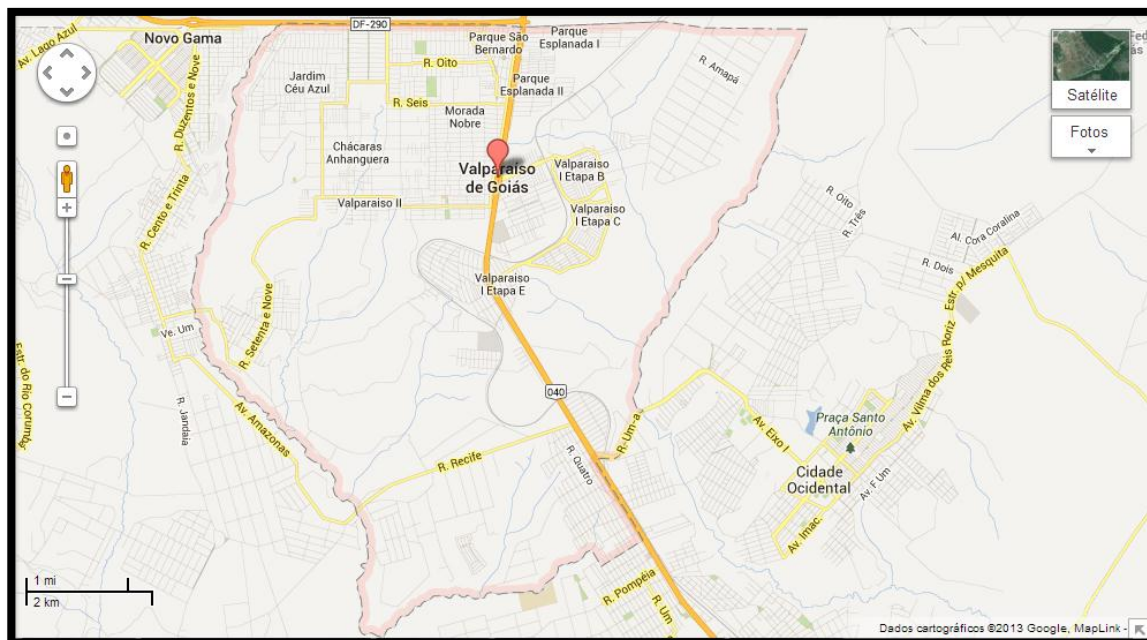 DF-290
Av. Lago Azul
Novo Gama
Parque São
Bernardo
Parque
Esplanada I
R. Oito
R. Amapá
Satélite
Fotos
Jardim
Céu Azul
R. Seis
Parque
Esplanada II
Morada
Nobre
R. Duzentos e Nove
Chácaras
Anhanguera
Valparaíso
de Goiás
Valparaiso
I Etapa B
Valparaiso II
Valparaiso
I Etapa C
R. Cento e Trinta
R. Oito
R. Três
Al. Cora Coralina
R. Dois
Estr. p/ Mesquita
Valparaiso
I Etapa E
Ve. Um
R. Setenta e Nove
Estr. do Rio Corumbá
R. Jandaia
Av. Amazonas
040
R. Um-a
Av. Eixo I
Praça Santo
Antônio
Av. Vilma dos Reis Roriz
R. Recife
R. Quatro
Cidade
Ocidental
Av. F Um
Av. Imac.
R. Pompéia
R. Um
1 mi
2 km
Dados cartográficos ©2013 Google, MapLink -